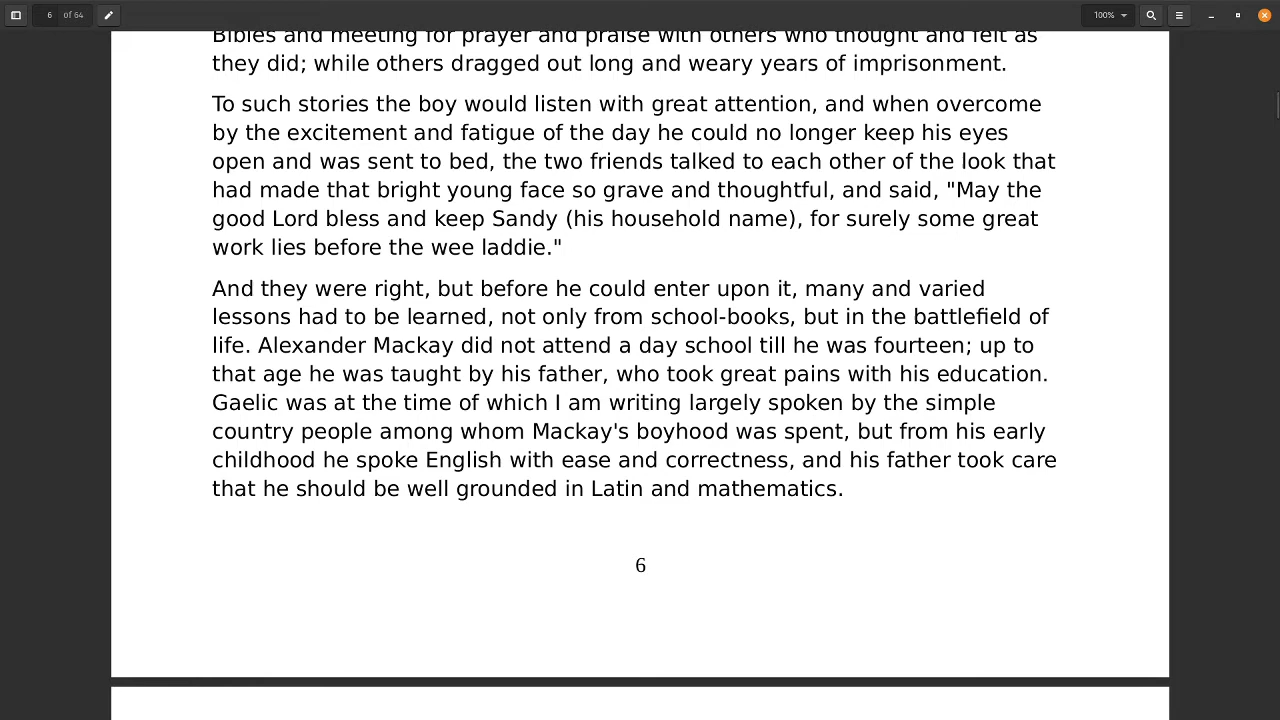 6 of 64
100%
Bibles and meeting for prayer and praise with others who thought and felt as
they did; while others dragged out long and weary years of imprisonment.
To such stories the boy would listen with great attention, and when overcome
by the excitement and fatigue of the day he could no longer keep his eyes
open and was sent to bed, the two friends talked to each other of the look that
had made that bright young face so grave and thoughtful, and said, "May the
good Lord bless and keep Sandy (his household name), for surely some great
work lies before the wee laddie."
And they were right, but before he could enter upon it, many and varied
lessons had to be learned, not only from school-books, but in the battlefield of
life. Alexander Mackay did not attend a day school till he was fourteen; up to
that age he was taught by his father, who took great pains with his education.
Gaelic was at the time of which I am writing largely spoken by the simple
country people among whom Mackay's boyhood was spent, but from his early
childhood he spoke English with ease and correctness, and his father took care
that he should be well grounded in Latin and mathematics.
6